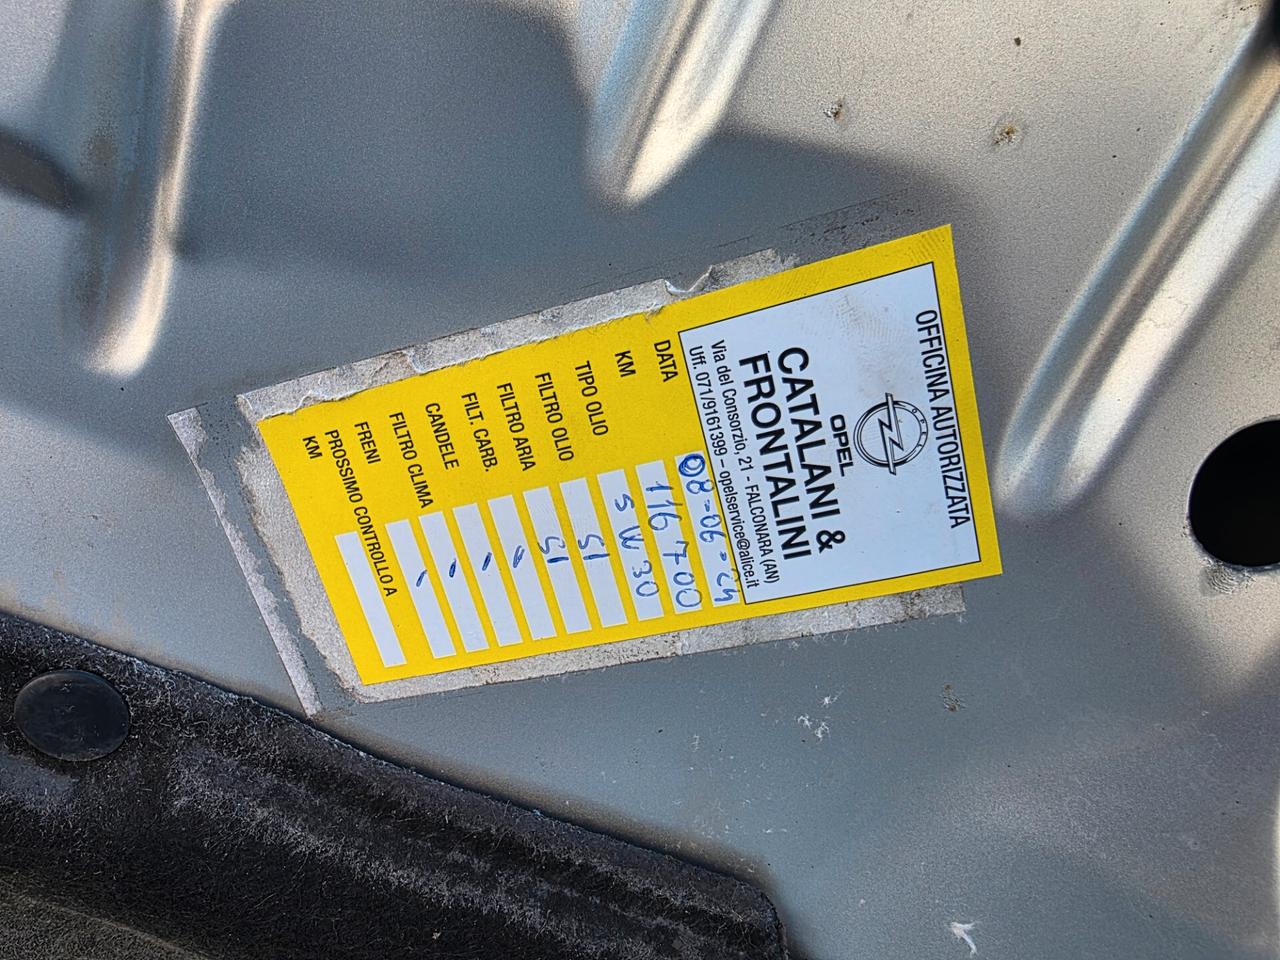 OFFICINA AUTORIZZATA
OPEL
OPEL
CATALANI &
FRONTALINI
Via del Consorzio, 21 - FALCONARA (AN)
Uff. 071/9161399 - opelservice@alice.it
DATA 08-06-24
KM 116700
TIPO OLIO 5W30
FILTRO OLIO SI
FILTRO ARIA SI
FILT. CARB. \
CANDELE \
FILTRO CLIMA \
FRENI \
PROSSIMO CONTROLLO A
KM